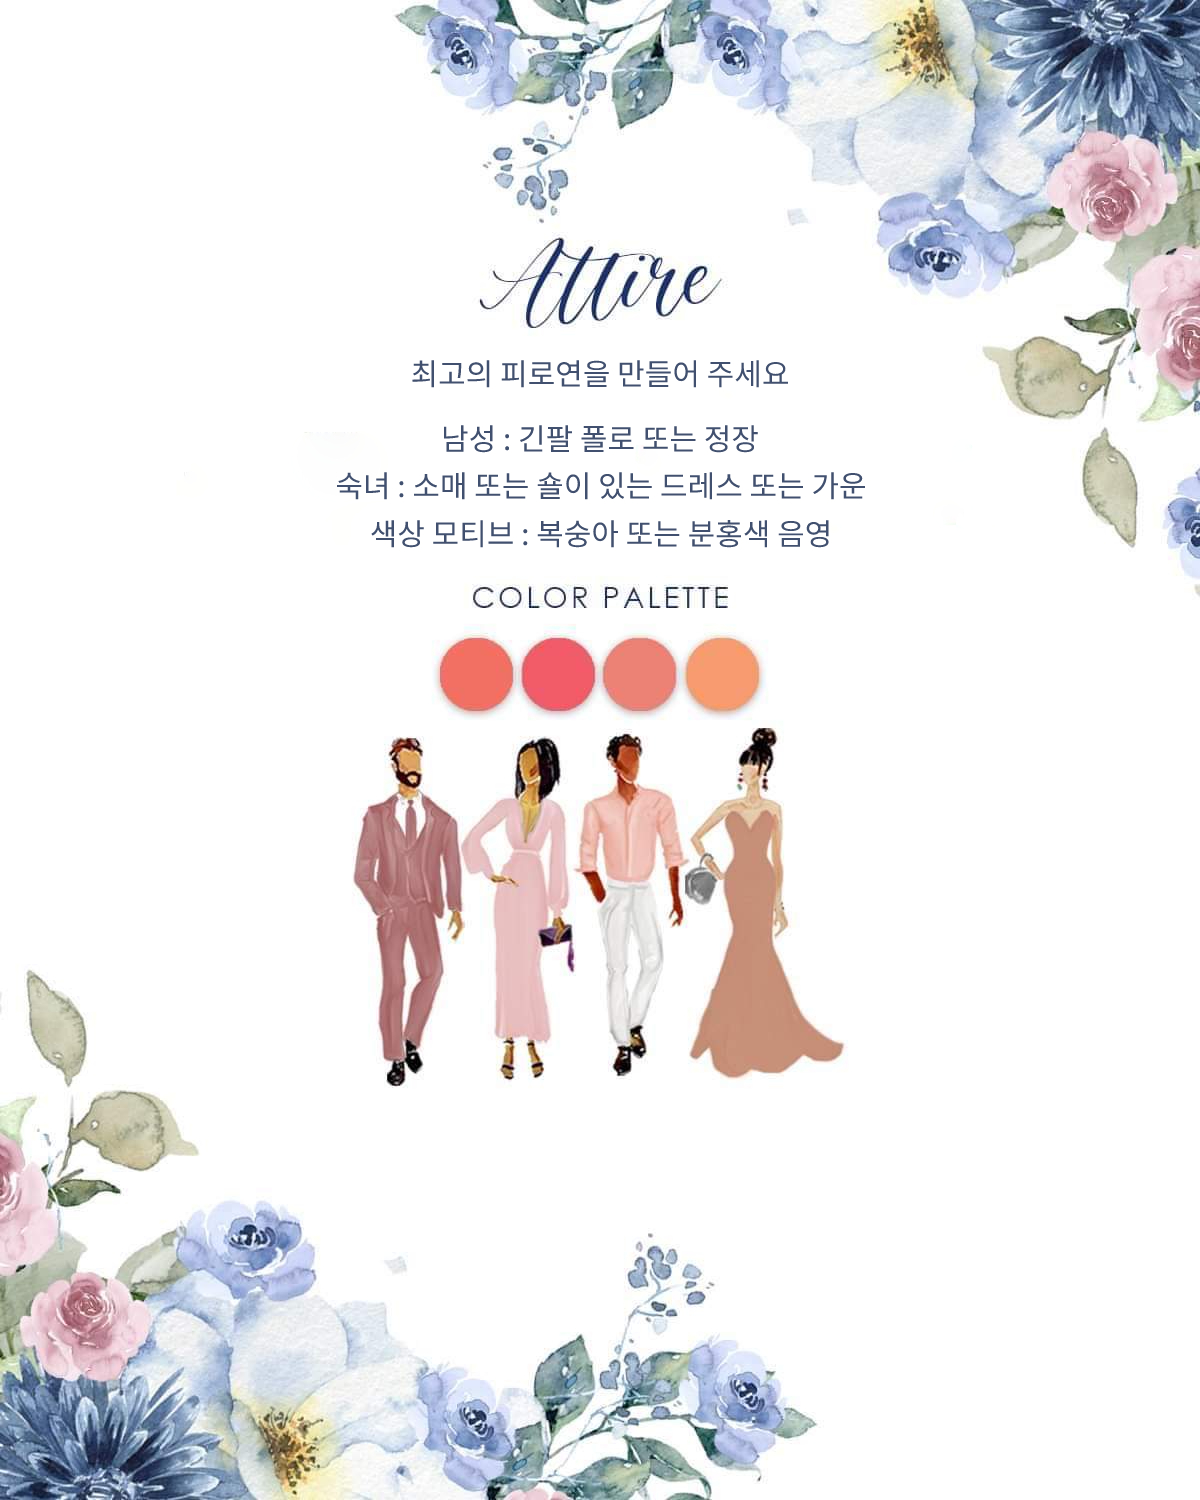 Attire
최고의 피로연을 만들어 주세요
남성 : 긴팔 폴로 또는 정장
숙녀 : 소매 또는 숄이 있는 드레스 또는 가운
색상 모티브 : 복숭아 또는 분홍색 음영
COLOR PALETTE